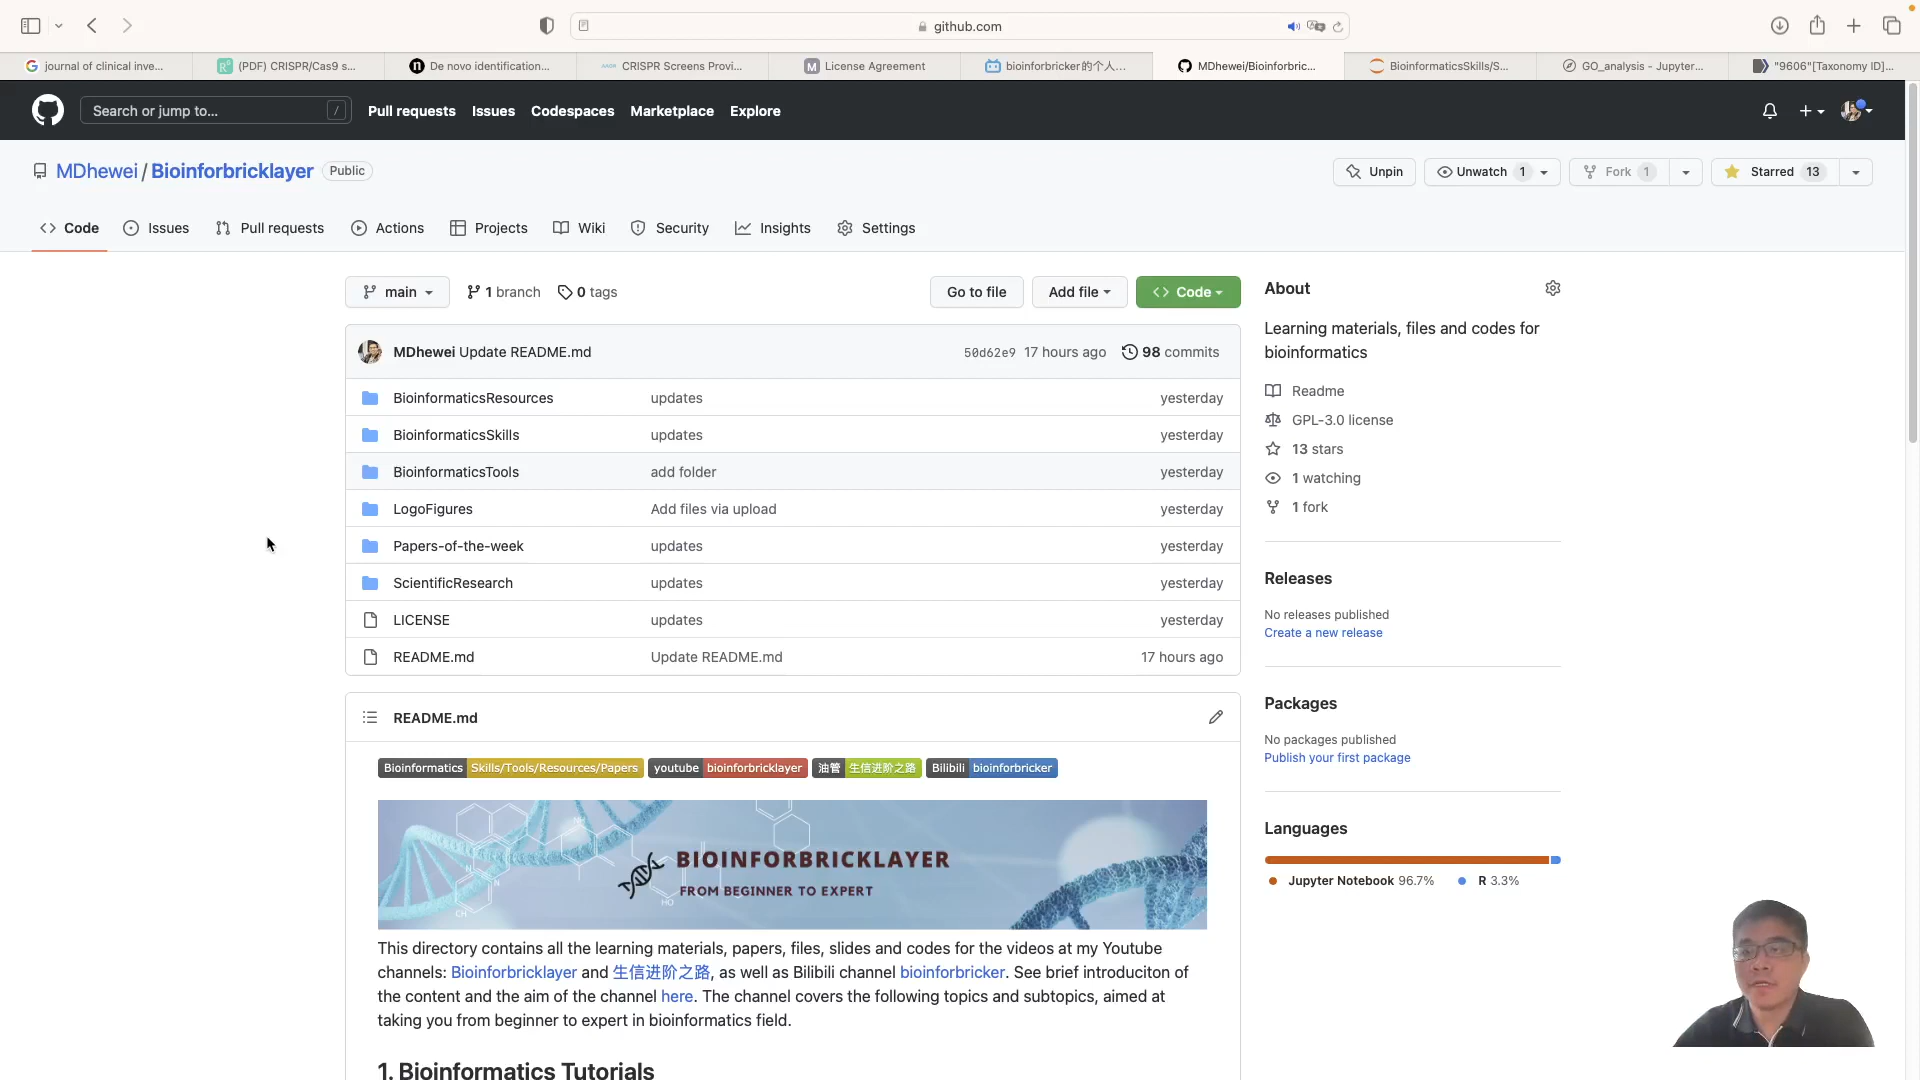 github.com
journal of clinical inve...
(PDF) CRISPR/Cas9 s...
De novo identification...
CRISPR Screens Provi...
License Agreement
bioinforbricker的个人...
MDhewei/Bioinforbric...
BioinformaticsSkills/S...
GO_analysis - Jupyter...
"9606"[Taxonomy ID]...
Search or jump to...
/
Pull requests
Issues
Codespaces
Marketplace
Explore
MDhewei / Bioinforbricklayer
Public
Unpin
Unwatch 1
Fork 1
Starred 13
Code
Issues
Pull requests
Actions
Projects
Wiki
Security
Insights
Settings
main
1 branch
0 tags
Go to file
Add file
Code
MDhewei Update README.md
50d62e9 17 hours ago
98 commits
BioinformaticsResources updates yesterday
BioinformaticsSkills updates yesterday
BioinformaticsTools add folder yesterday
LogoFigures Add files via upload yesterday
Papers-of-the-week updates yesterday
ScientificResearch updates yesterday
LICENSE updates yesterday
README.md Update README.md 17 hours ago
README.md
Bioinformatics Skills/Tools/Resources/Papers youtube bioinforbricklayer 油管 生信进阶之路 Bilibili bioinforbricker
BIOINFORBRICKLAYER
FROM BEGINNER TO EXPERT
This directory contains all the learning materials, papers, files, slides and codes for the videos at my Youtube
channels: Bioinforbricklayer and 生信进阶之路, as well as Bilibili channel bioinforbricker. See brief introduciton of
the content and the aim of the channel here. The channel covers the following topics and subtopics, aimed at
taking you from beginner to expert in bioinformatics field.
1. Bioinformatics Tutorials
About
Learning materials, files and codes for
bioinformatics
Readme
GPL-3.0 license
13 stars
1 watching
1 fork
Releases
No releases published
Create a new release
Packages
No packages published
Publish your first package
Languages
Jupyter Notebook 96.7%
R 3.3%